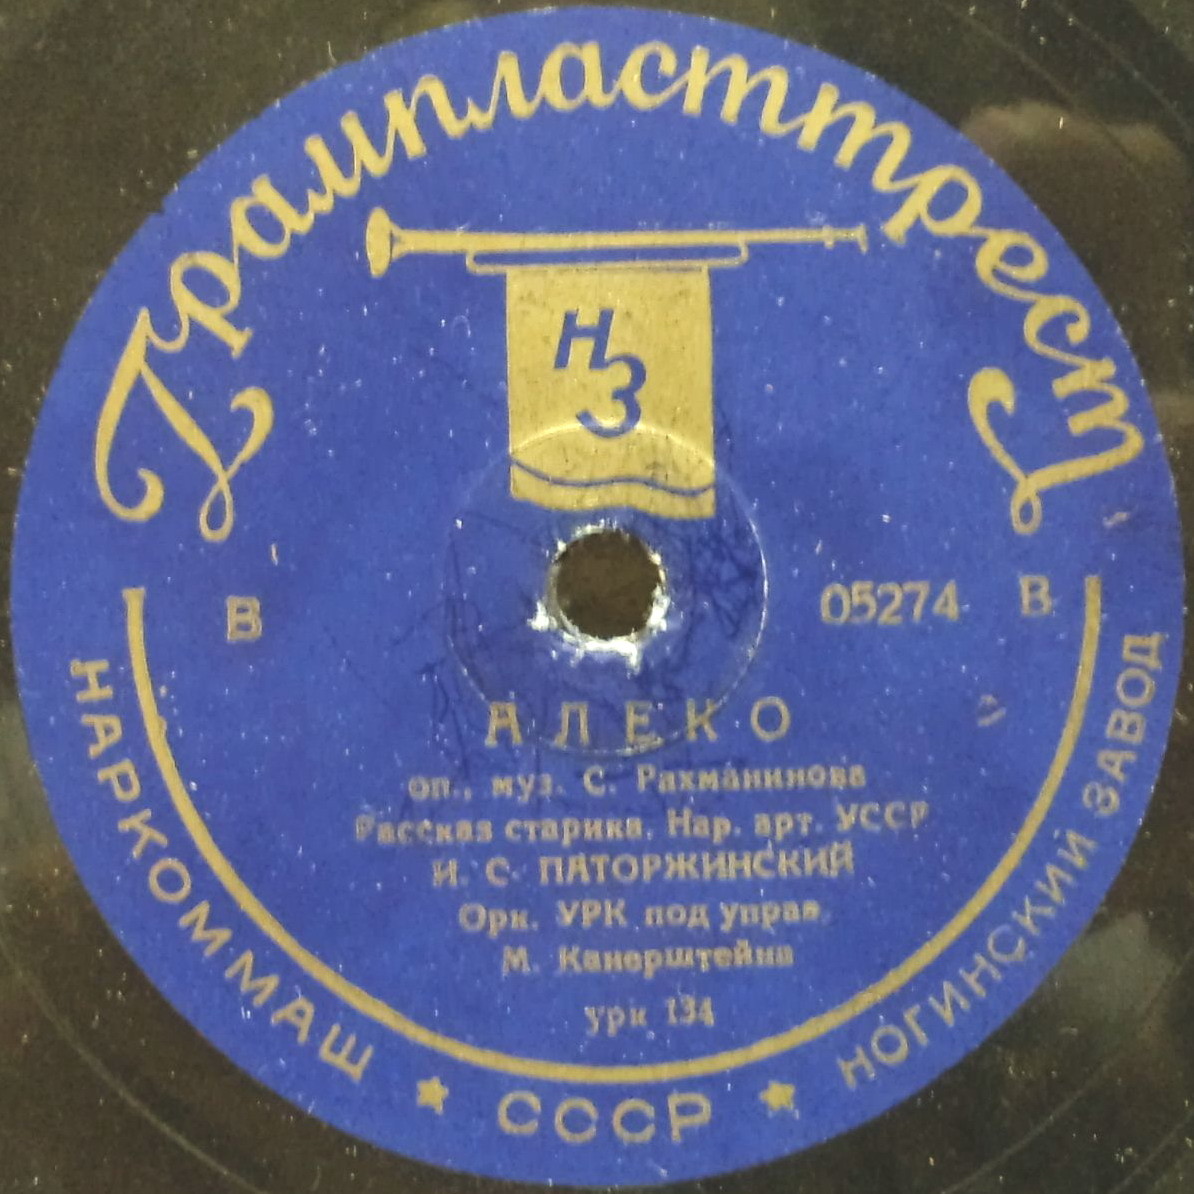 Грампласттрест
НЗ
В 05274 В
АЛЕКО
оп., муз. С. Рахманинова
Рассказ старика. Нар. арт. УССР
И. С. ПАТОРЖИНСКИЙ
Орк. УРК под управ.
М. Канерштейна
урк 134
НАРКОММАШ ★ СССР ★ НОГИНСКИЙ ЗАВОД